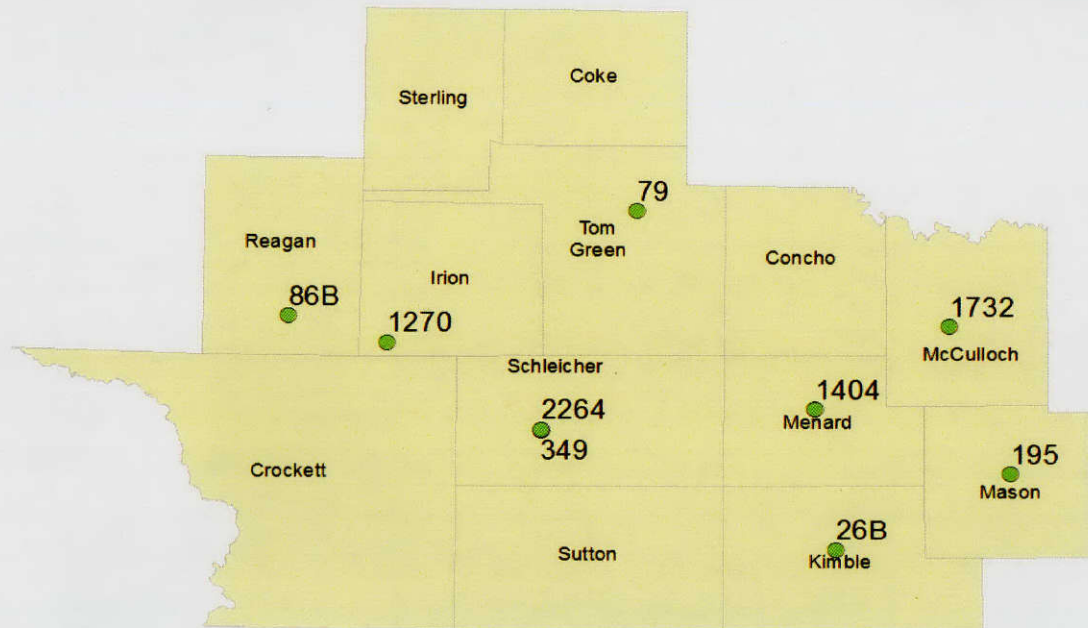 Coke
Sterling
79
Tom
Green
Reagan
Concho
Irion
86B
1270
1732
McCulloch
Schleicher
1404
Menard
2264
349
Crockett
195
Mason
26B
Kimble
Sutton